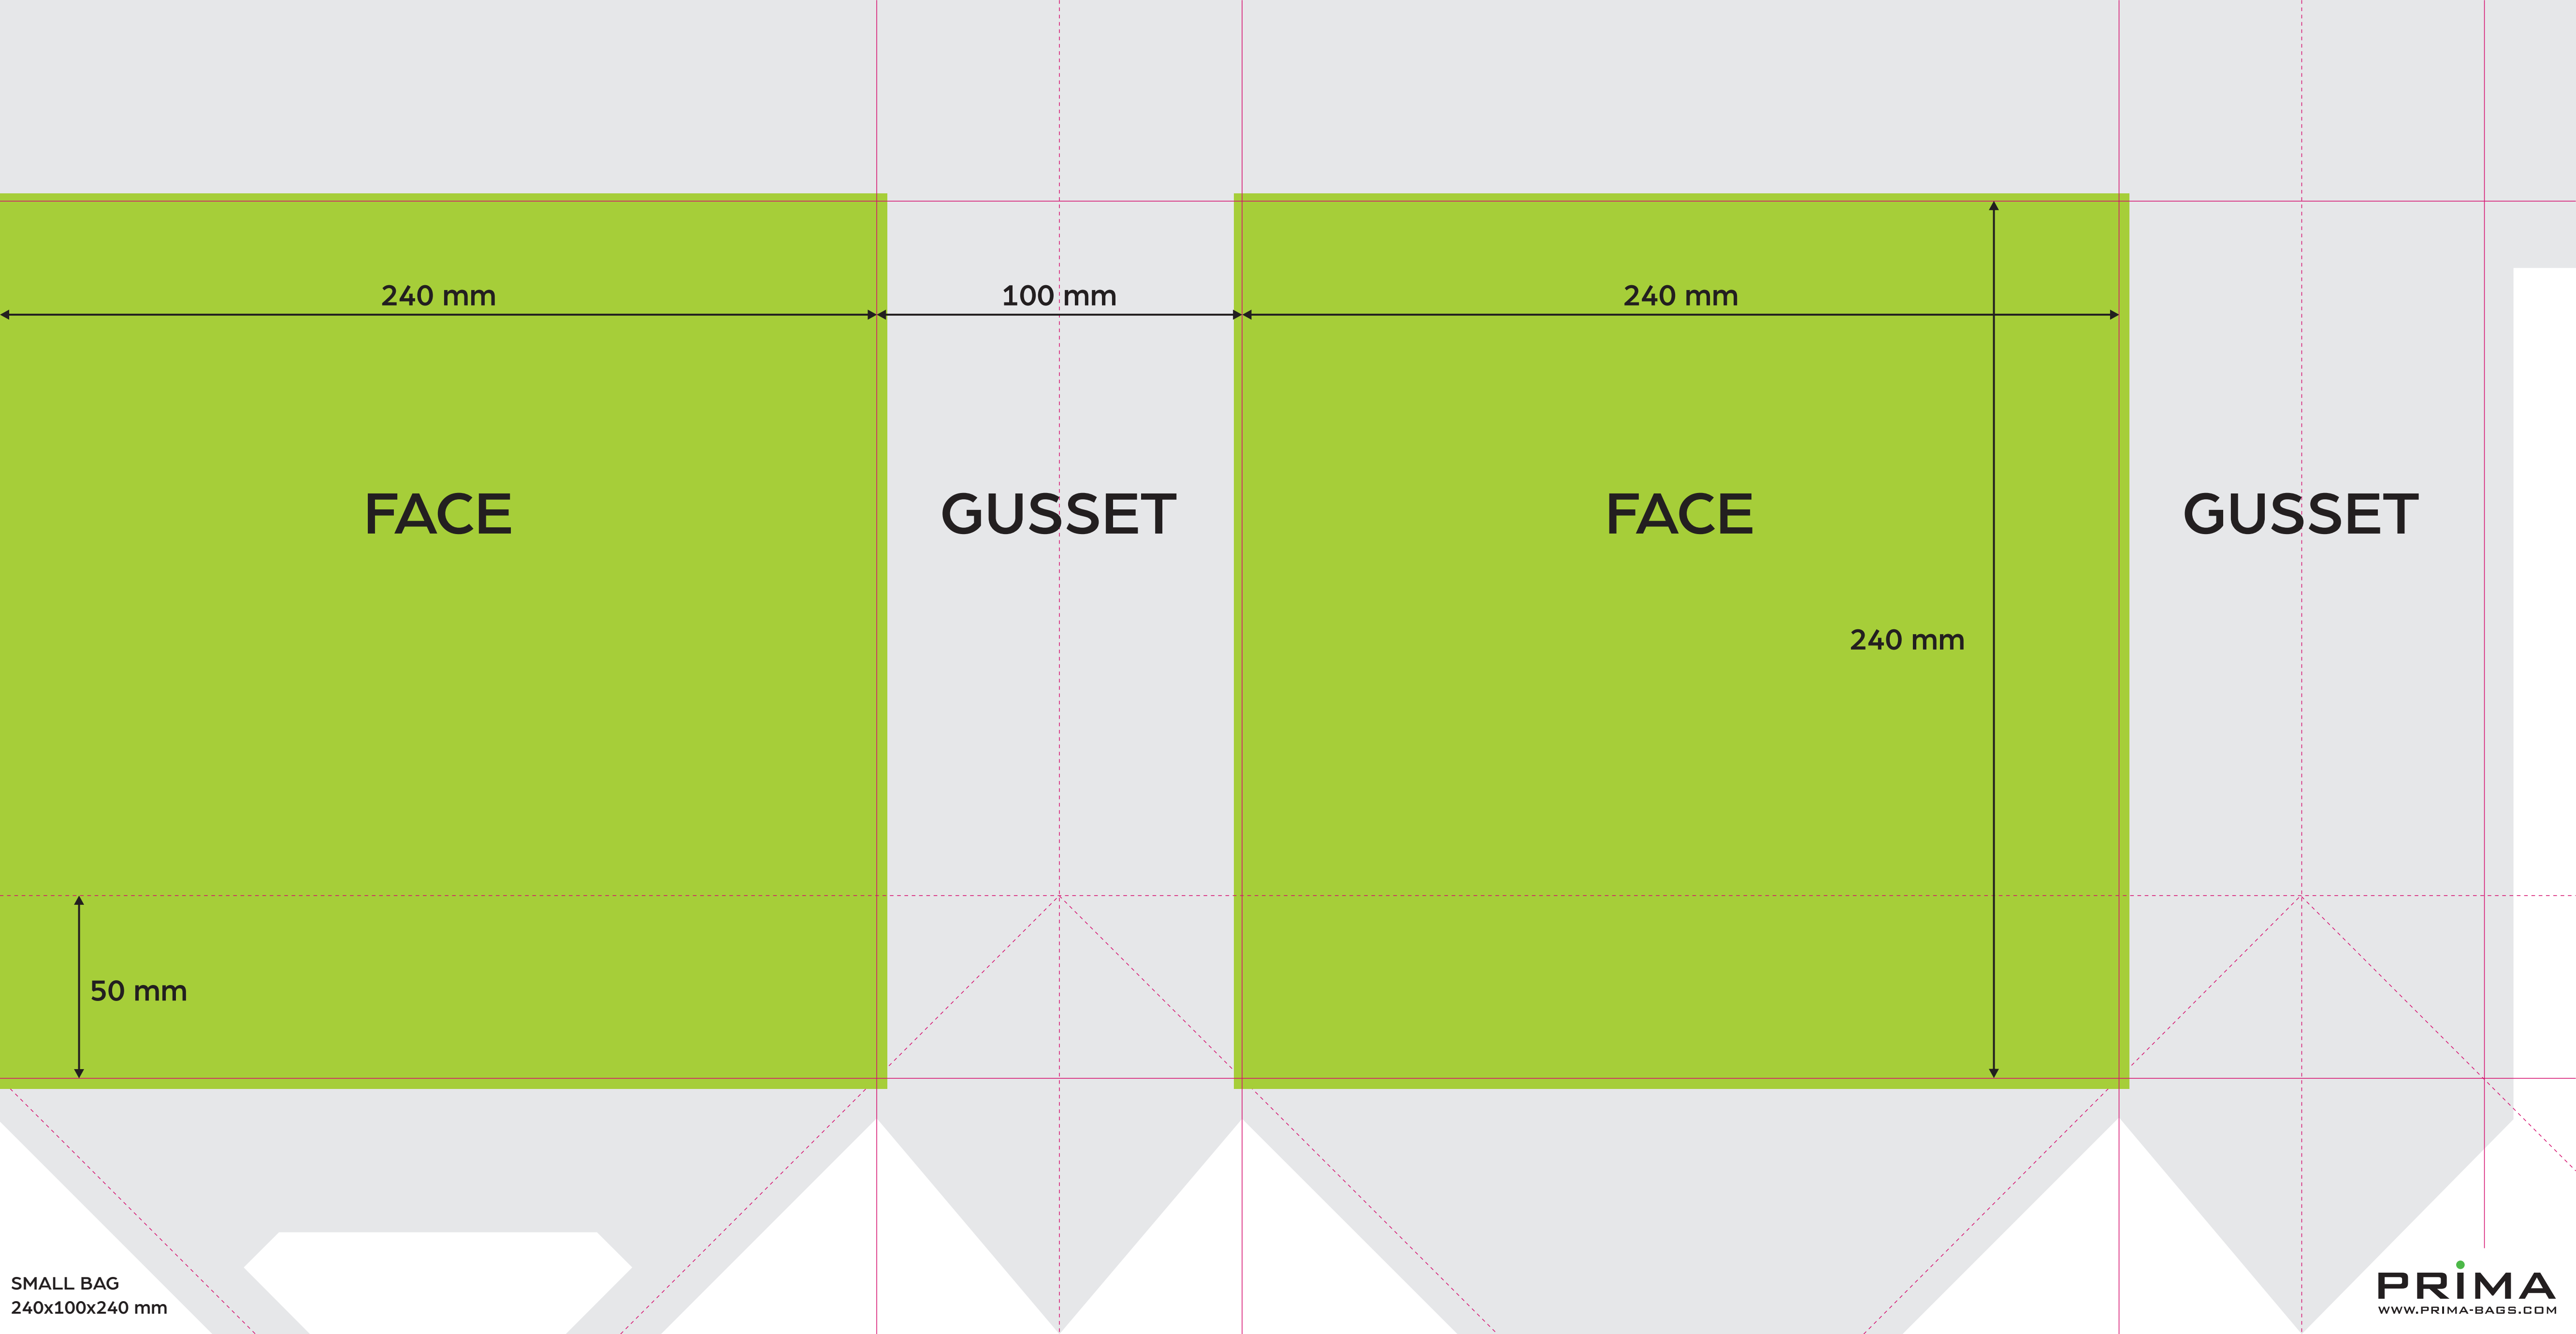 240 mm
100 mm
240 mm
FACE
GUSSET
FACE
GUSSET
240 mm
50 mm
SMALL BAG
240x100x240 mm
PRiMA
WWW.PRIMA-BAGS.COM